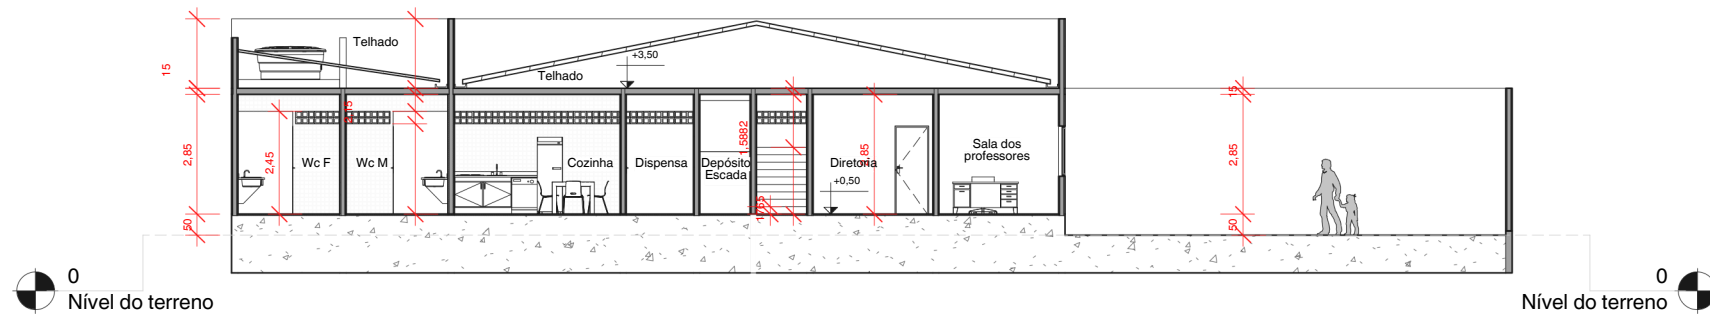 Telhado
+3,50
Telhado
15
15
2,85
2,45
Wc F
Wc M
Cozinha
Dispensa
Depósito
Escada
1,5882
2,85
Diretoria
+0,50
Sala dos
professores
2,85
50
50
0
Nível do terreno
0
Nível do terreno